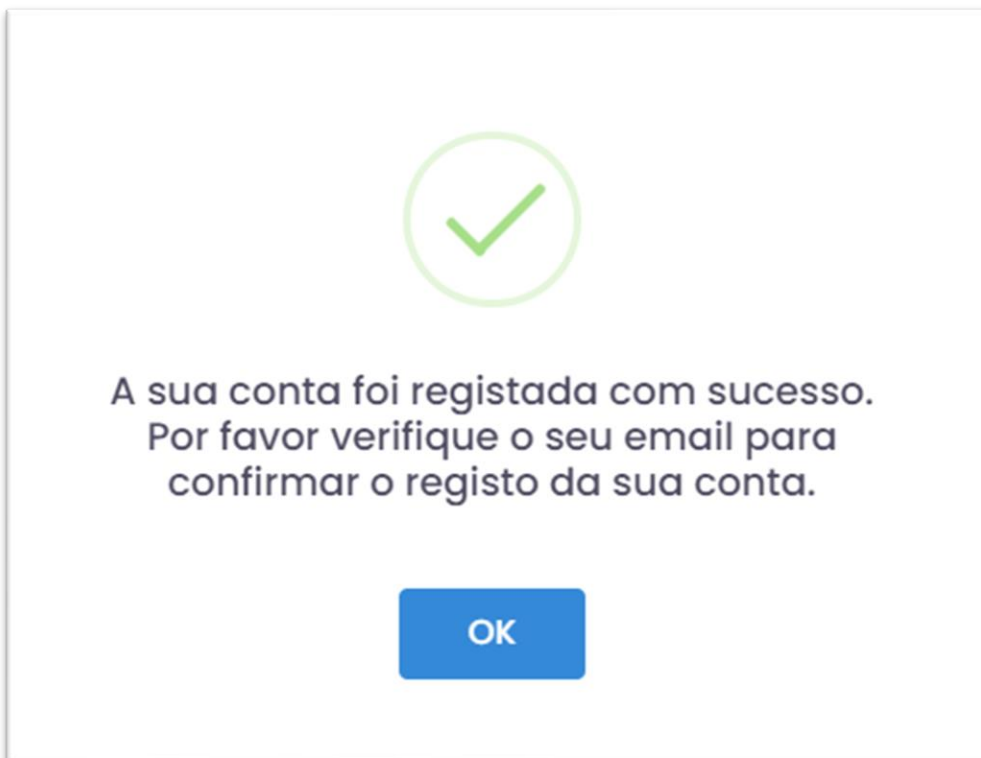 A sua conta foi registada com sucesso.
Por favor verifique o seu email para
confirmar o registo da sua conta.
OK